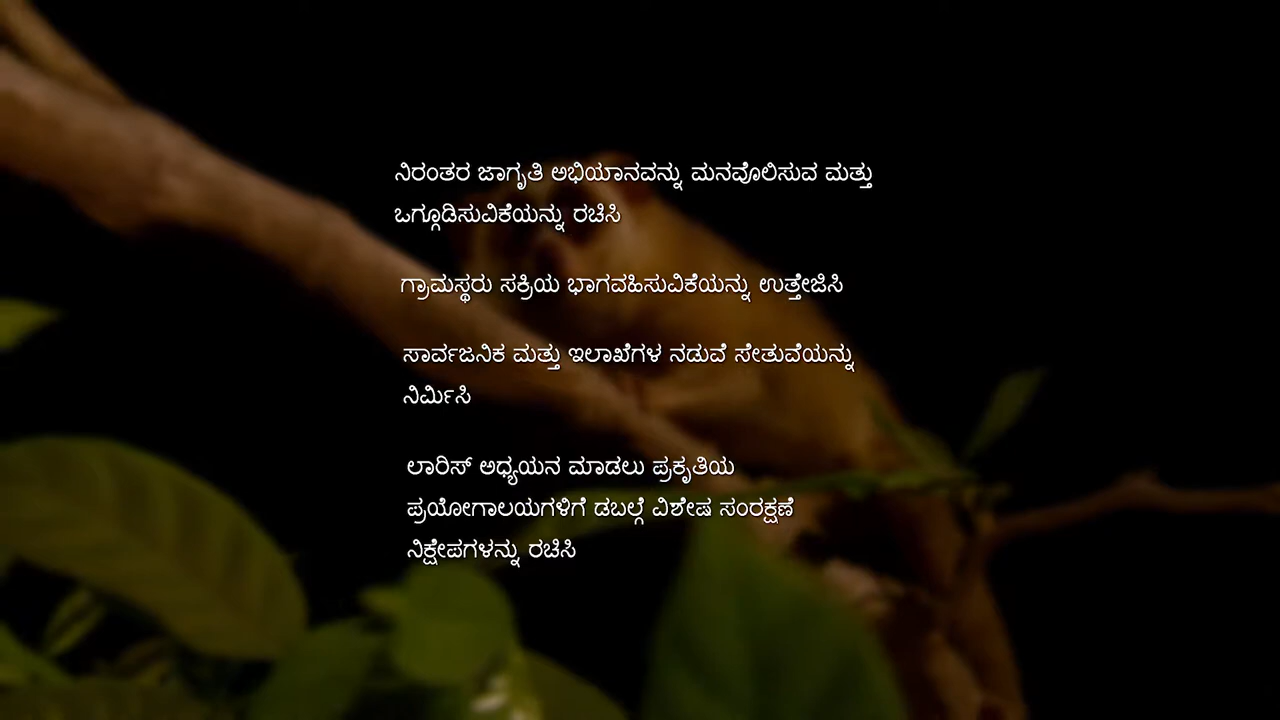 ನಿರಂತರ ಜಾಗೃತಿ ಅಭಿಯಾನವನ್ನು ಮನವೊಲಿಸುವ ಮತ್ತು
ಒಗ್ಗೂಡಿಸುವಿಕೆಯನ್ನು ರಚಿಸಿ
ಗ್ರಾಮಸ್ಥರು ಸಕ್ರಿಯ ಭಾಗವಹಿಸುವಿಕೆಯನ್ನು ಉತ್ತೇಜಿಸಿ
ಸಾರ್ವಜನಿಕ ಮತ್ತು ಇಲಾಖೆಗಳ ನಡುವೆ ಸೇತುವೆಯನ್ನು
ನಿರ್ಮಿಸಿ
ಲಾರಿಸ್ ಅಧ್ಯಯನ ಮಾಡಲು ಪ್ರಕೃತಿಯ
ಪ್ರಯೋಗಾಲಯಗಳಿಗೆ ಡಬಲ್ಗೆ ವಿಶೇಷ ಸಂರಕ್ಷಣೆ
ನಿಕ್ಷೇಪಗಳನ್ನು ರಚಿಸಿ